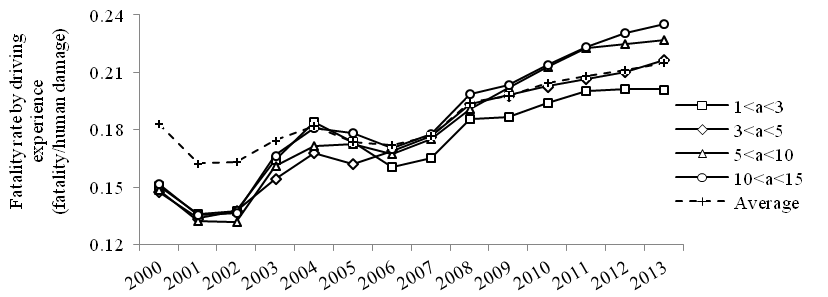 Fatality rate by driving
experience
(fatality/human damage)
0.24
0.21
0.18
0.15
0.12
2000 2001 2002 2003 2004 2005 2006 2007 2008 2009 2010 2011 2012 2013
1<a<3
3<a<5
5<a<10
10<a<15
Average